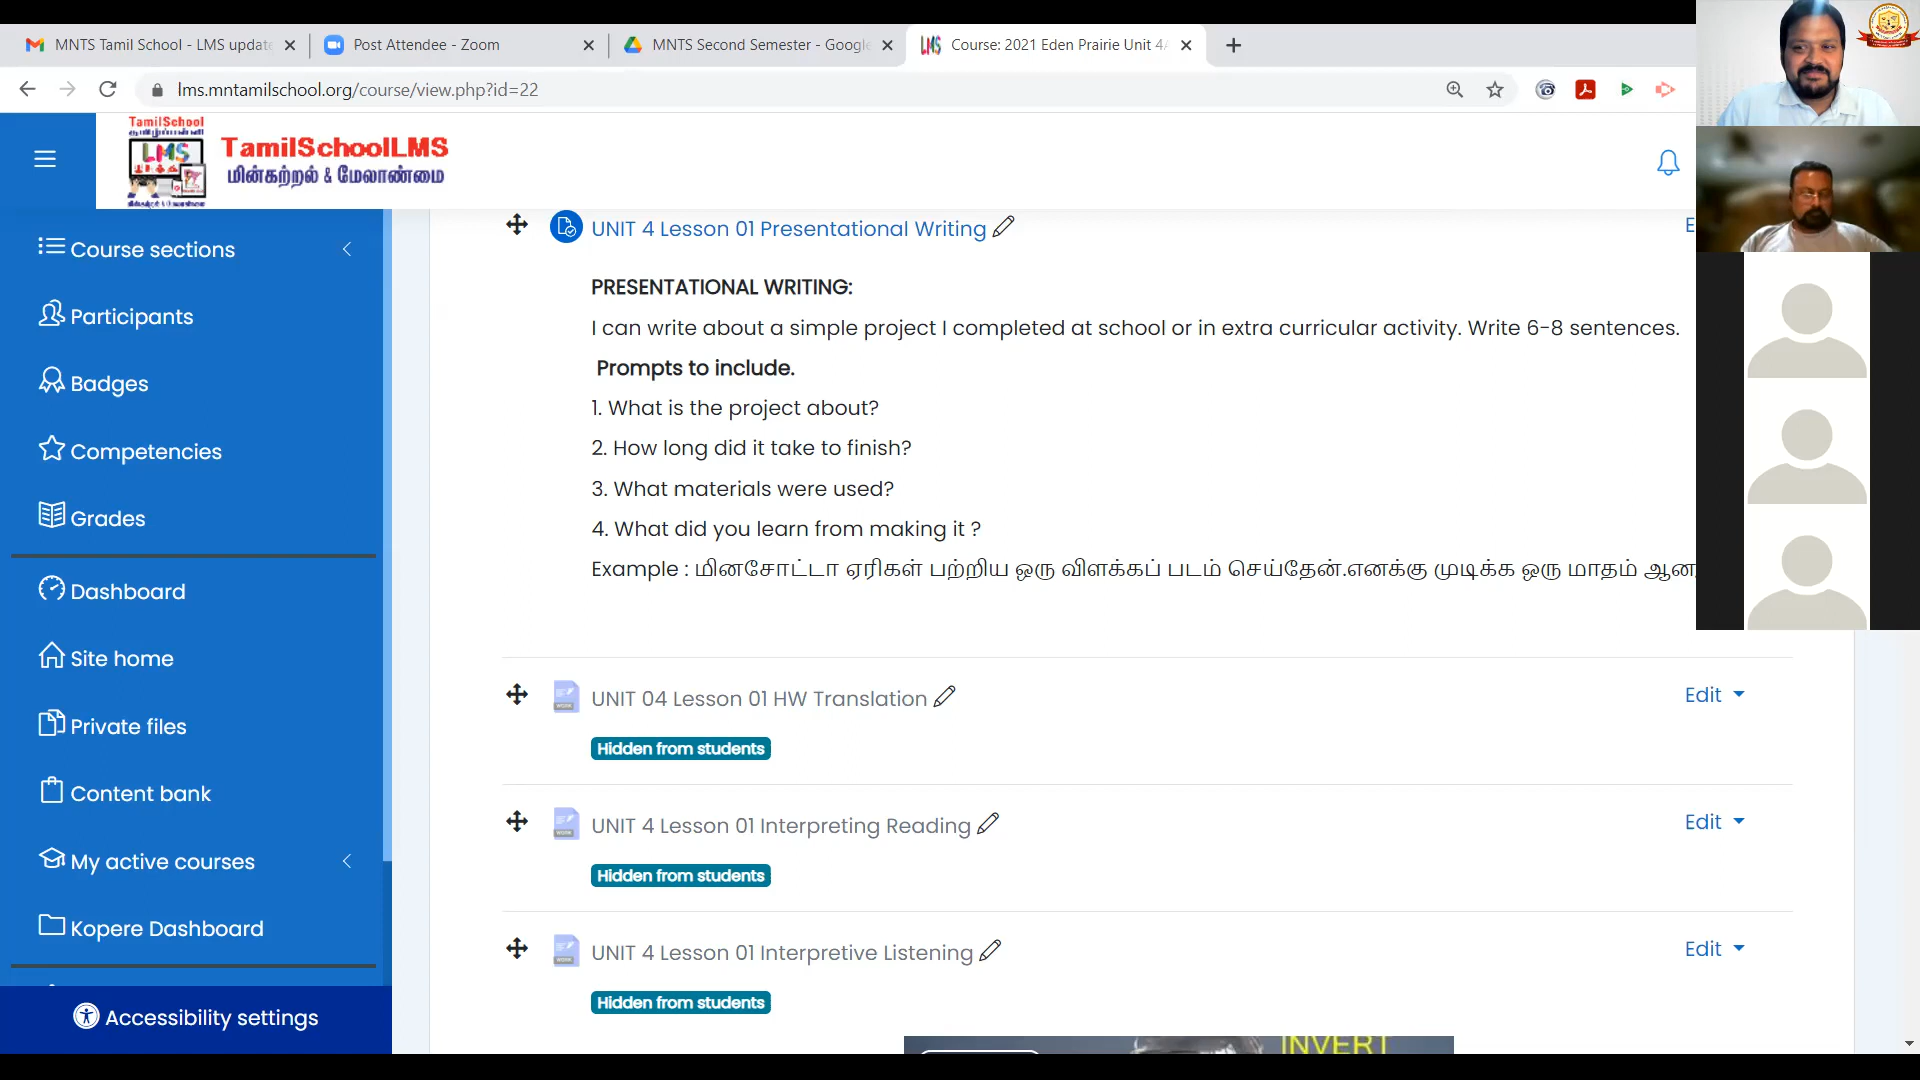 MNTS Tamil School - LMS updat
Post Attendee - Zoom
MNTS Second Semester - Google
Course: 2021 Eden Prairie Unit 4
lms.mntamilschool.org/course/view.php?id=22
TamilSchool
LMS
TamilSchoolLMS
மின்கற்றல் & மேலாண்மை
Course sections
Participants
Badges
Competencies
Grades
Dashboard
Site home
Private files
Content bank
My active courses
Kopere Dashboard
Accessibility settings
UNIT 4 Lesson 01 Presentational Writing
E
PRESENTATIONAL WRITING:
I can write about a simple project I completed at school or in extra curricular activity. Write 6-8 sentences.
Prompts to include.
1. What is the project about?
2. How long did it take to finish?
3. What materials were used?
4. What did you learn from making it ?
Example : மினசோட்டா ஏரிகள் பற்றிய ஒரு விளக்கப் படம் செய்தேன்.எனக்கு முடிக்க ஒரு மாதம் ஆன
UNIT 04 Lesson 01 HW Translation
Edit
Hidden from students
UNIT 4 Lesson 01 Interpreting Reading
Edit
Hidden from students
UNIT 4 Lesson 01 Interpretive Listening
Edit
Hidden from students
INVERT